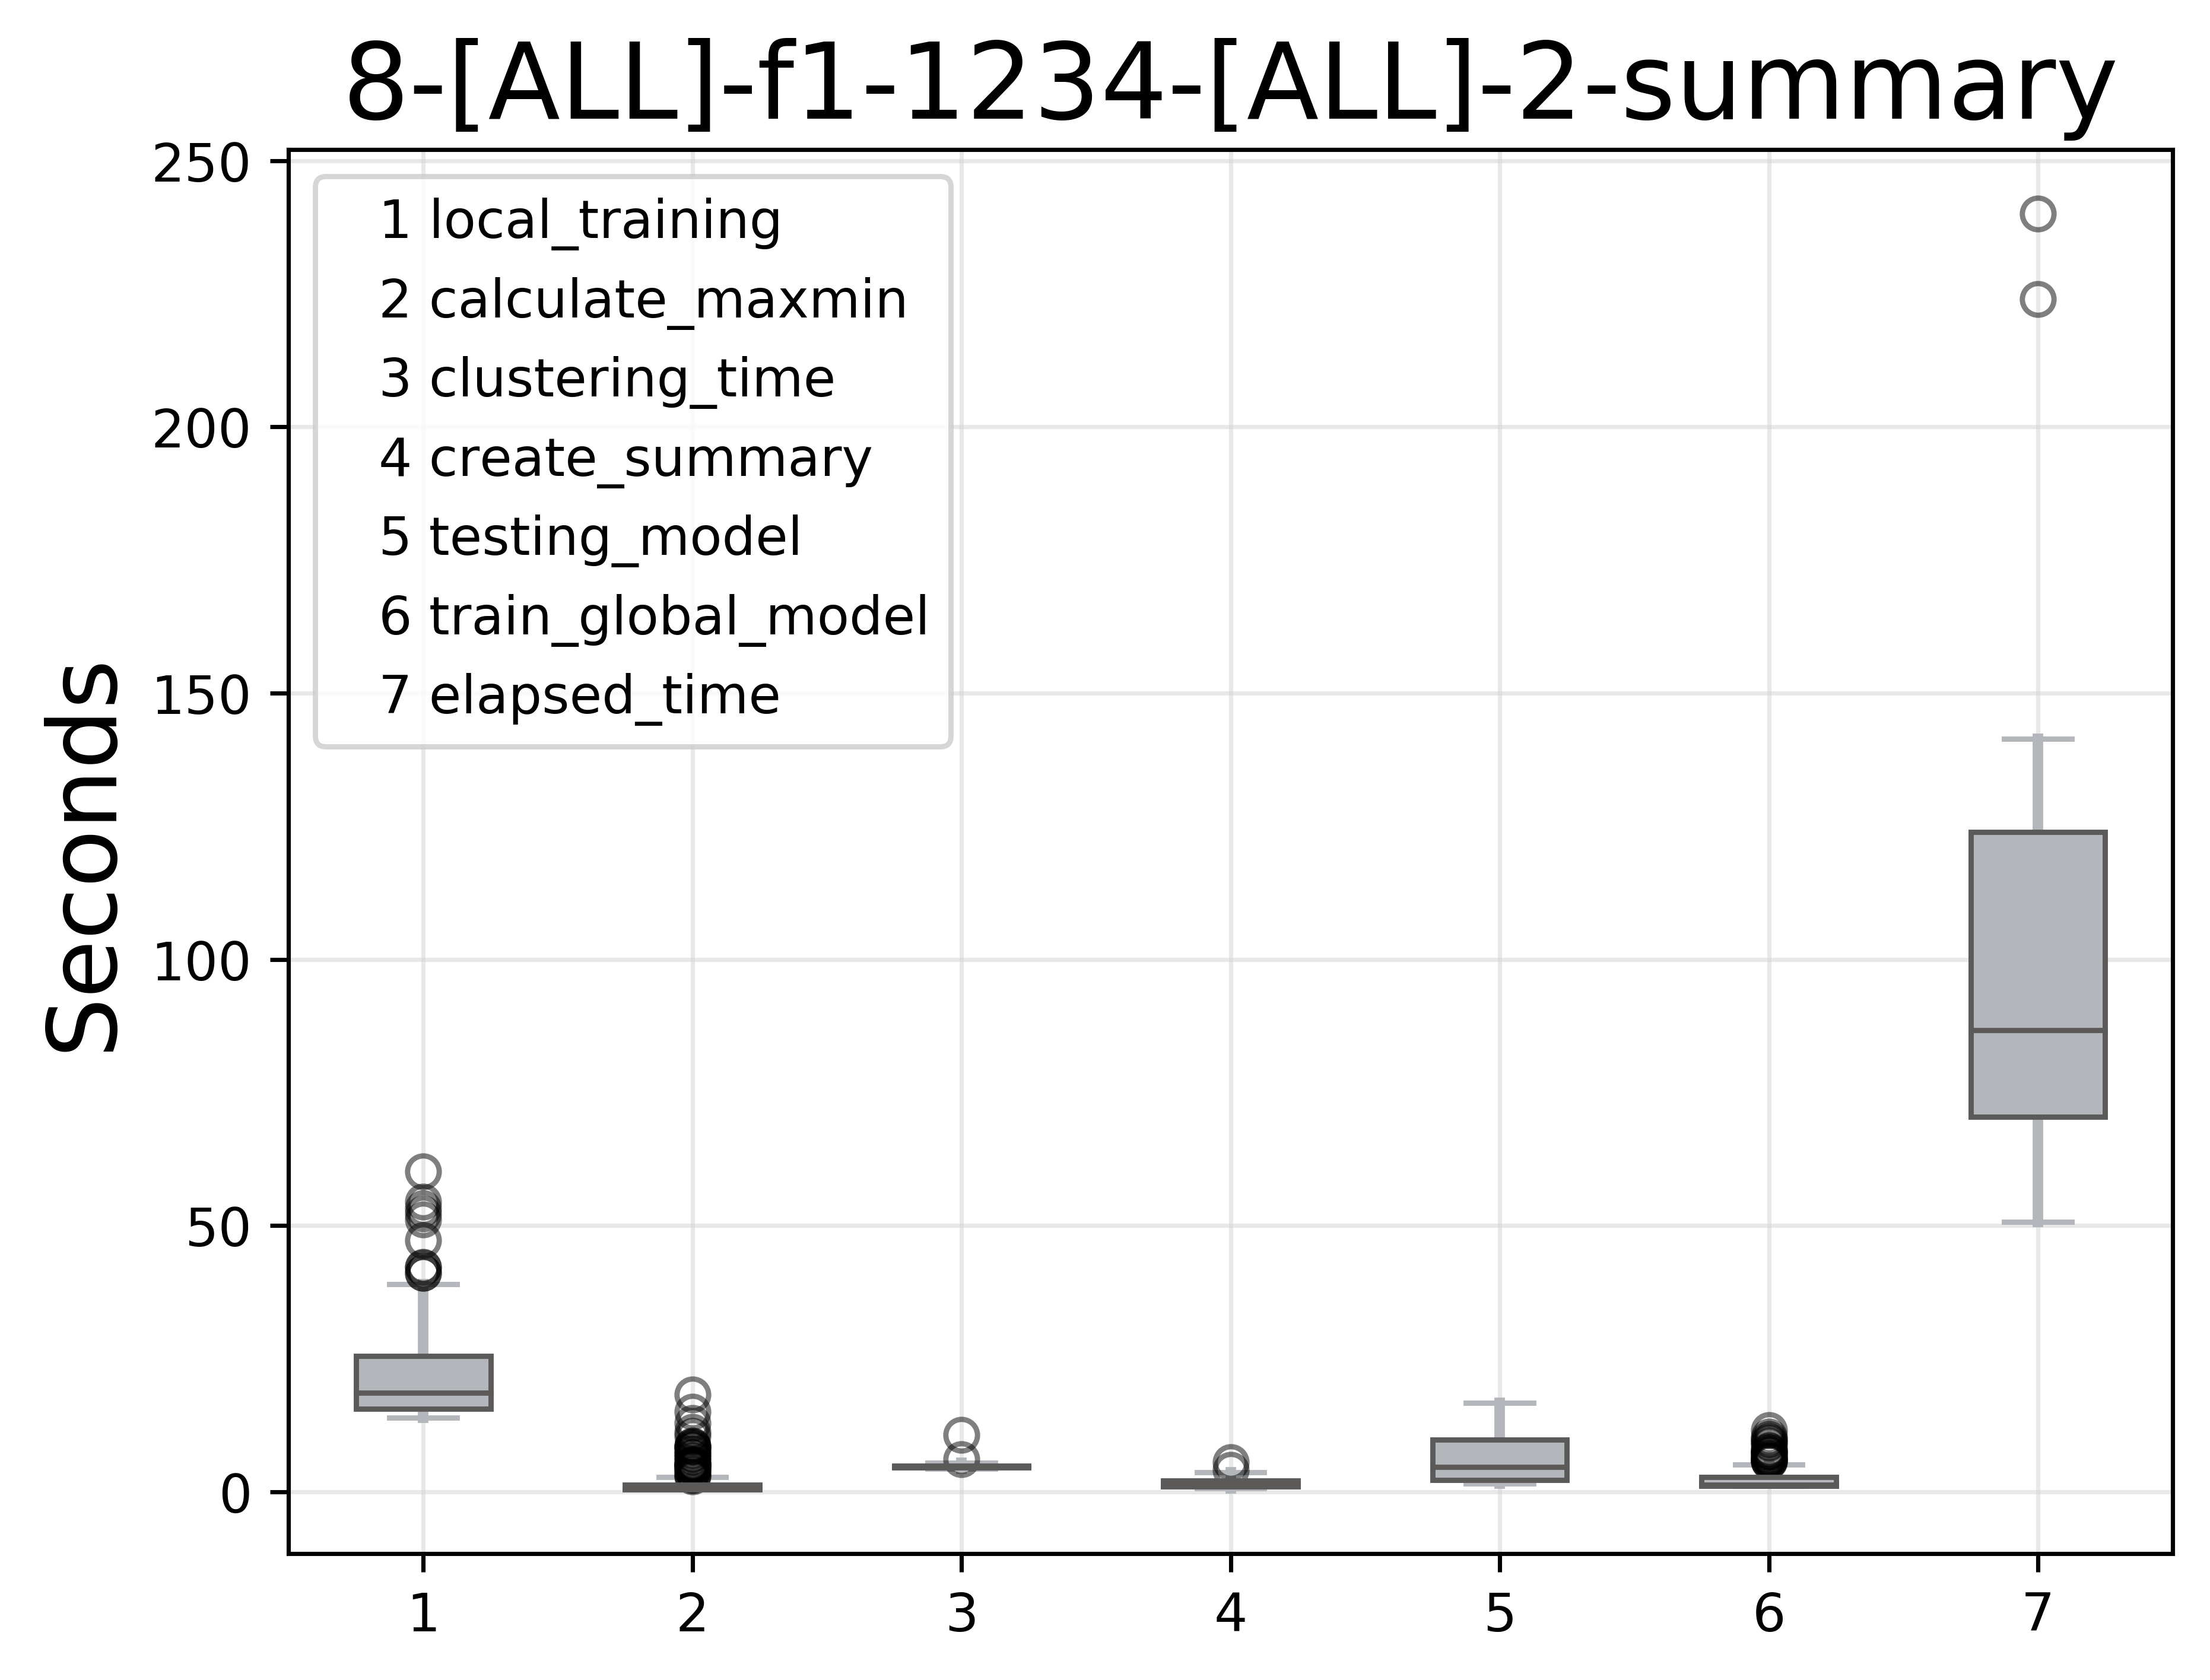 8-[ALL]-f1-1234-[ALL]-2-summary
250
200
150
100
50
0
Seconds
1 local_training
2 calculate_maxmin
3 clustering_time
4 create_summary
5 testing_model
6 train_global_model
7 elapsed_time
1 2 3 4 5 6 7